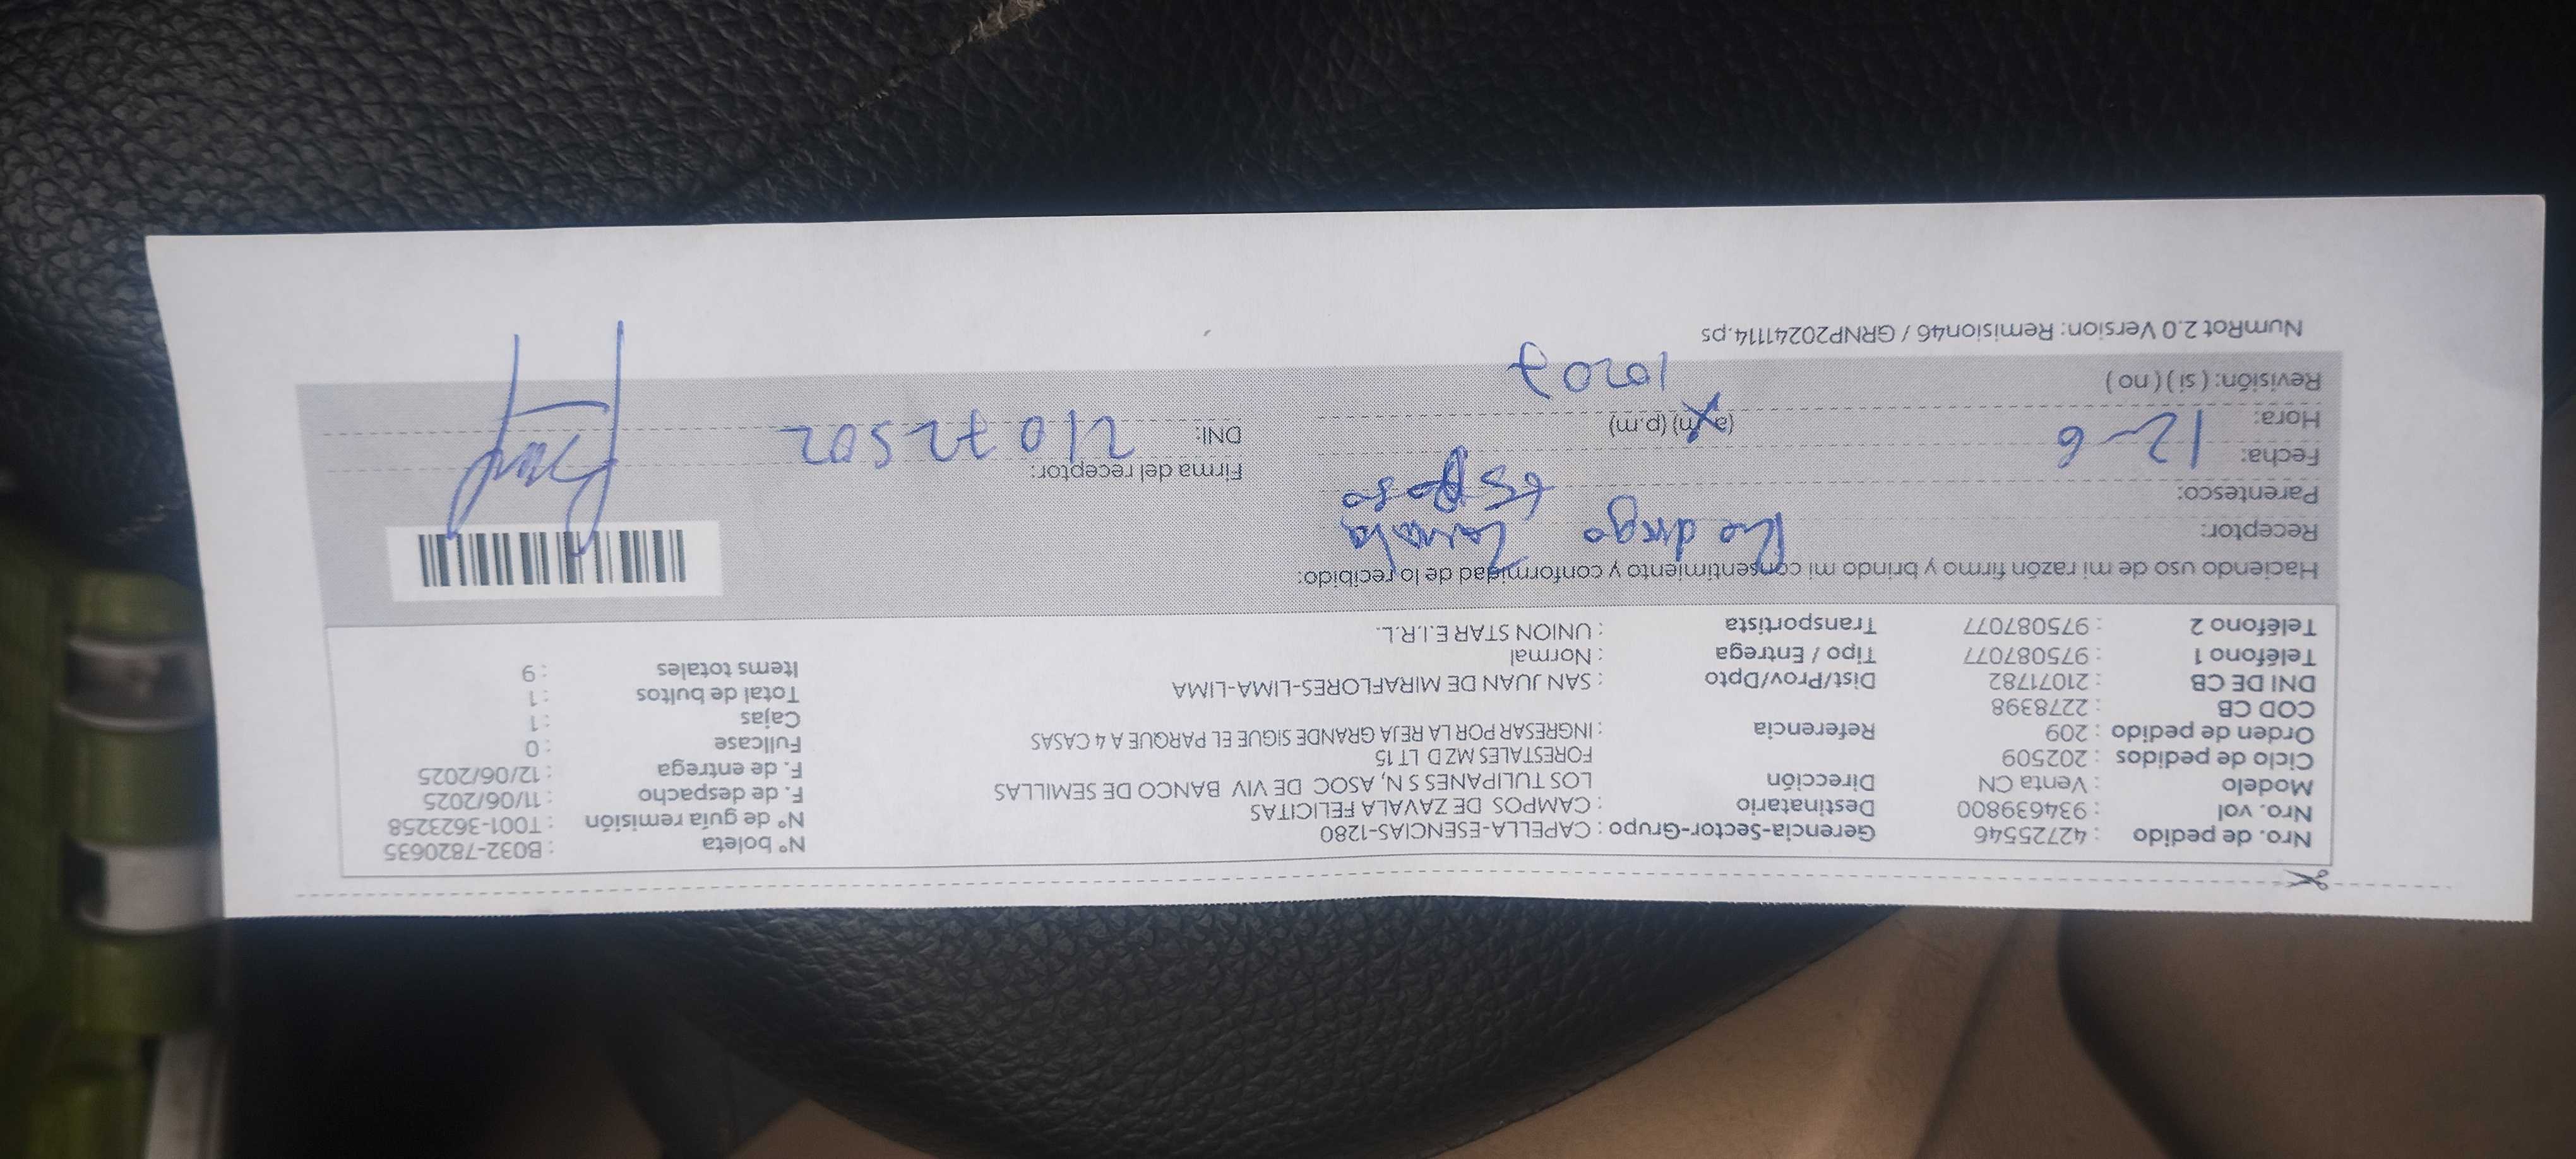 Nro. de pedido : 42725546 Gerencia-Sector-Grupo : CAPELLA-ESENCIAS-1280 N° boleta : B032-7820635
Nro. vol : 934639800 Destinatario : CAMPOS DE ZAVALA FELICITAS N° de guía remisión : T001-3623258
Modelo : Venta CN Dirección LOS TULIPANES S N, ASOC DE VIV BANCO DE SEMILLAS F. de despacho : 11/06/2025
Ciclo de pedidos : 202509 FORESTALES MZ D LT 15 F. de entrega : 12/06/2025
Orden de pedido : 209 Referencia : INGRESAR POR LA REJA GRANDE SIGUE EL PARQUE A 4 CASAS Fullcase : 0
COD CB : 2278398 Cajas : 1
DNI DE CB : 21071782 Dist/Prov/Dpto : SAN JUAN DE MIRAFLORES-LIMA-LIMA Total de bultos : 1
Teléfono 1 : 975087077 Tipo / Entrega : Normal Items totales : 9
Teléfono 2 : 975087077 Transportista : UNION STAR E.I.R.L.
Haciendo uso de mi razón firmo y brindo mi consentimiento y conformidad de lo recibido:
Receptor:
Parentesco: esposo
Fecha: 12-6 Firma del receptor:
Hora: (a.m) (p.m) DNI: 21072502
Revisión: ( si ) ( no ) 10207
NumRot 2.0 Version: Remision46 / GRNP20241114.ps